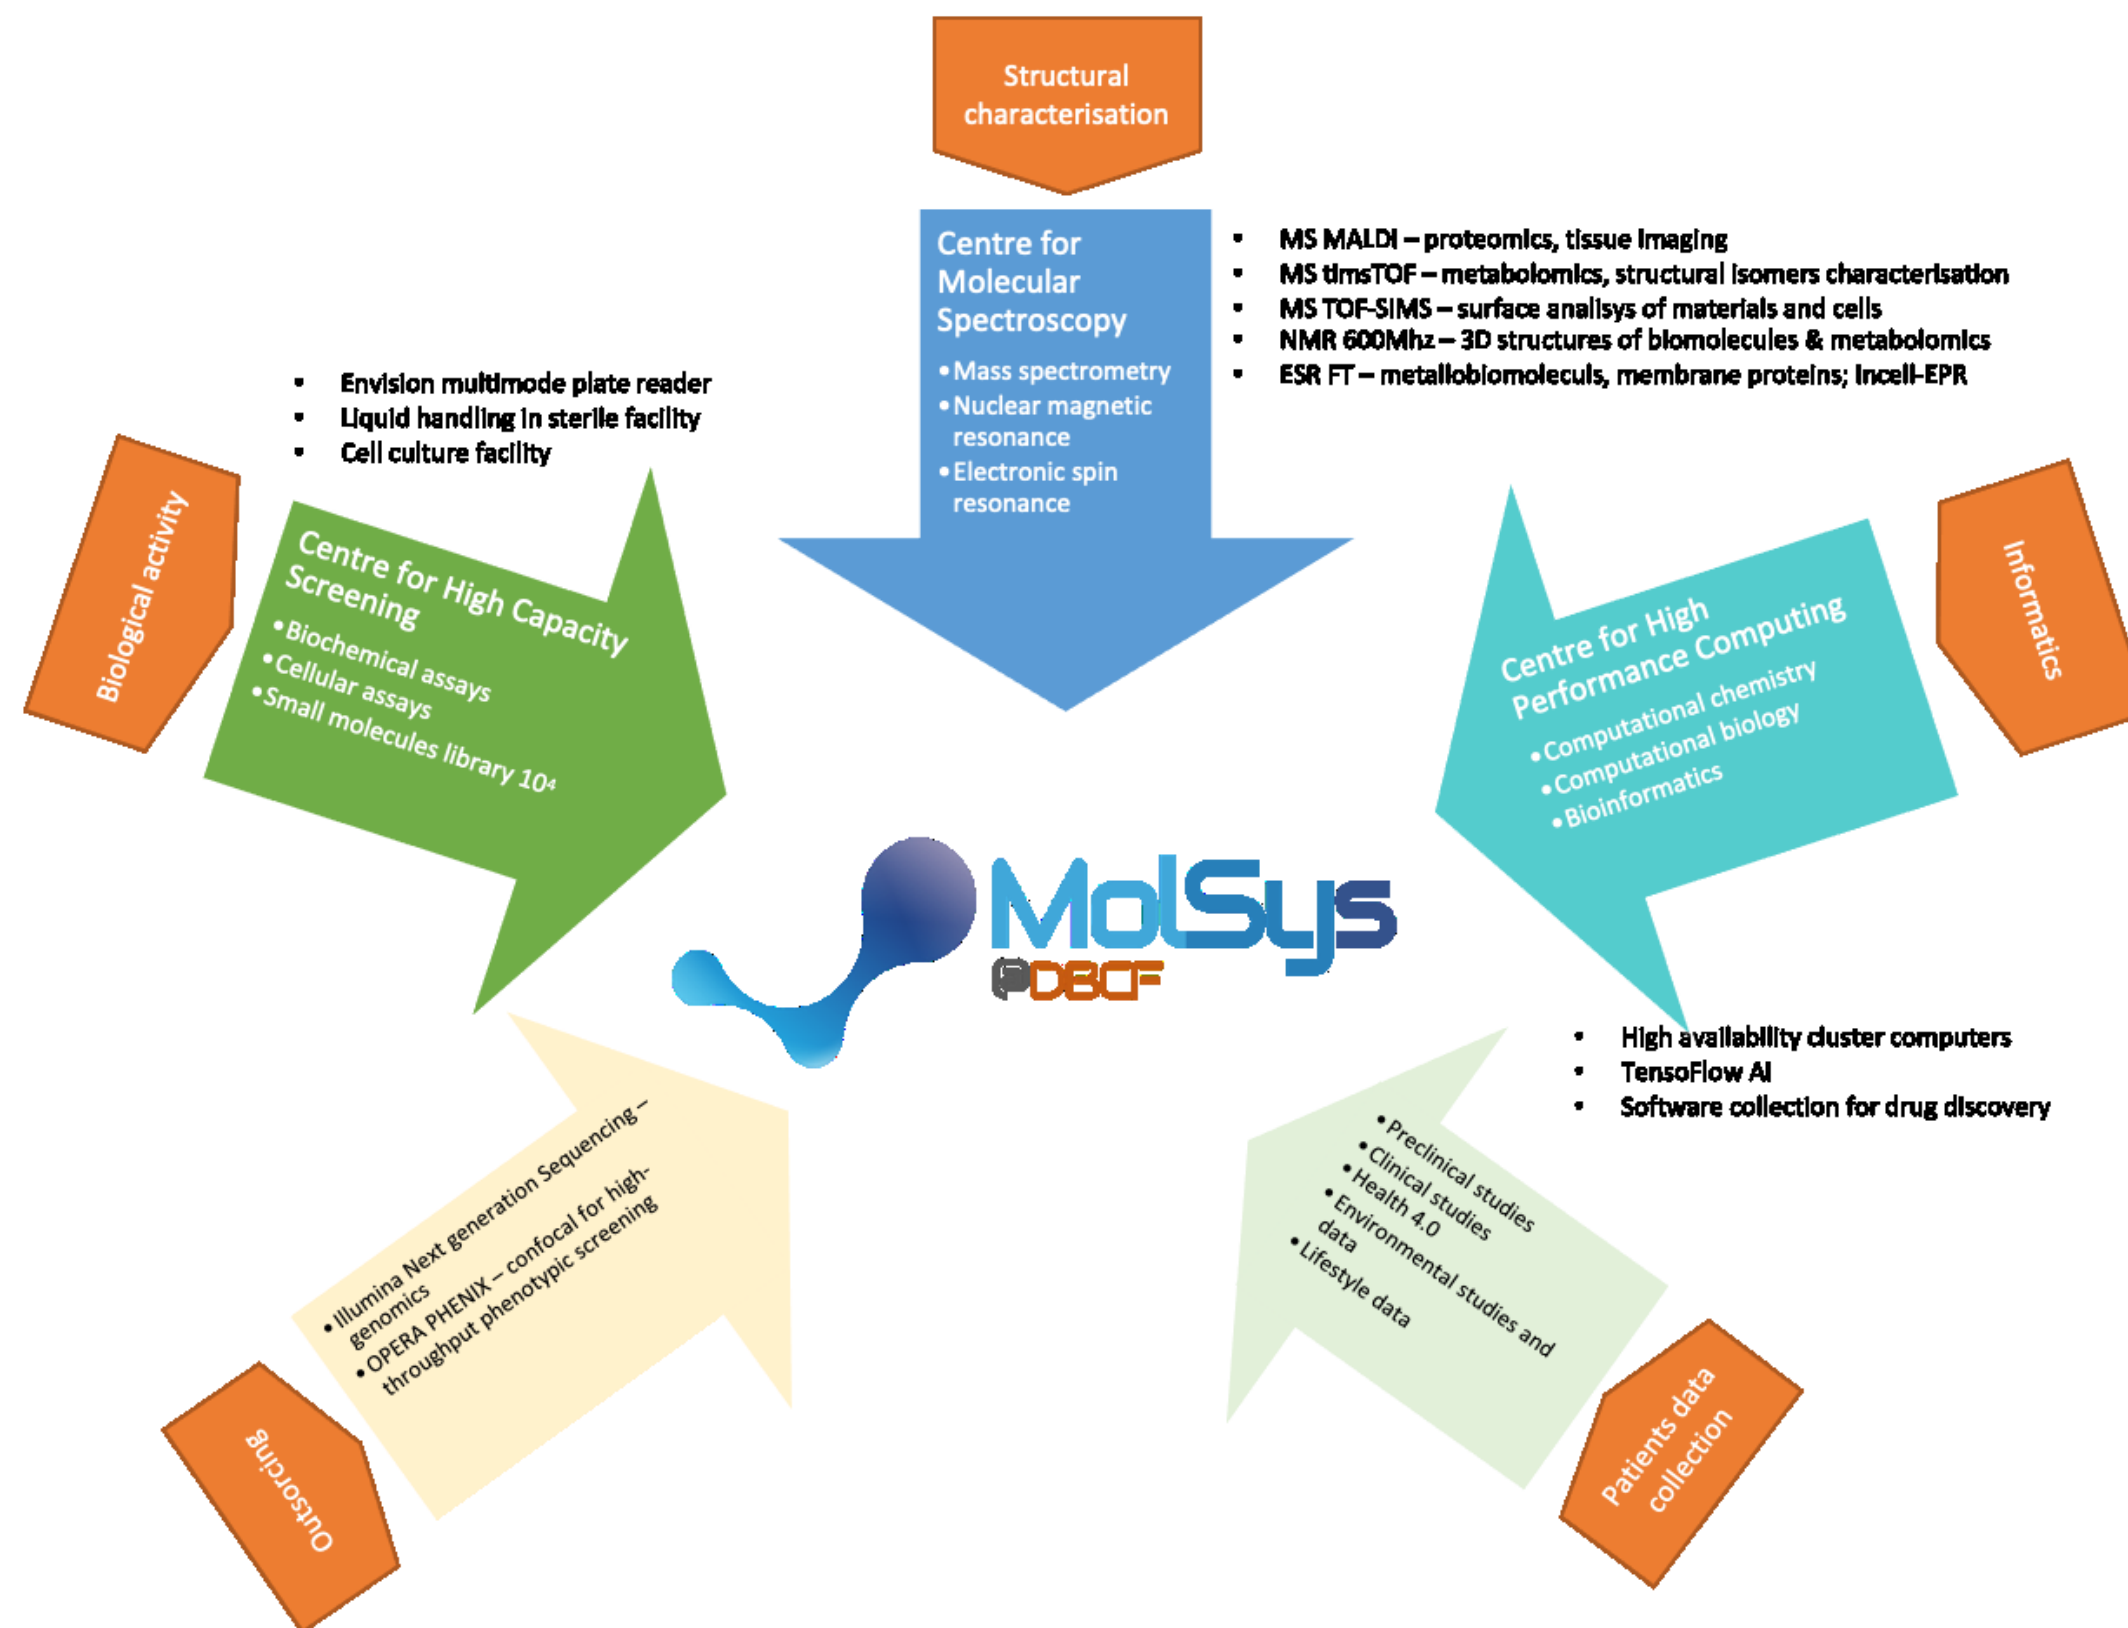 Structural
characterisation
Centre for
Molecular
Spectroscopy
• Mass spectrometry
• Nuclear magnetic
resonance
• Electronic spin
resonance
▪ MS MALDI – proteomics, tissue imaging
▪ MS timsTOF – metabolomics, structural isomers characterisation
▪ MS TOF-SIMS – surface analisys of materials and cells
▪ NMR 600Mhz – 3D structures of biomolecules & metabolomics
▪ ESR FT – metallobiomoleculs, membrane proteins; Incell-EPR
▪ Envision multimode plate reader
▪ Liquid handling in sterile facility
▪ Cell culture facility
Biological activity
Centre for High Capacity
Screening
• Biochemical assays
• Cellular assays
• Small molecules library 10⁴
Informatics
Centre for High
Performance Computing
• Computational chemistry
• Computational biology
• Bioinformatics
MolSys
@DBCF
▪ High availability cluster computers
▪ TensoFlow AI
▪ Software collection for drug discovery
• Illumina Next generation Sequencing –
genomics
• OPERA PHENIX – confocal for high-
throughput phenotypic screening
Outsorcing
• Preclinical studies
• Clinical studies
• Health 4.0
• Environmental studies and
data
• Lifestyle data
Patients data
collection